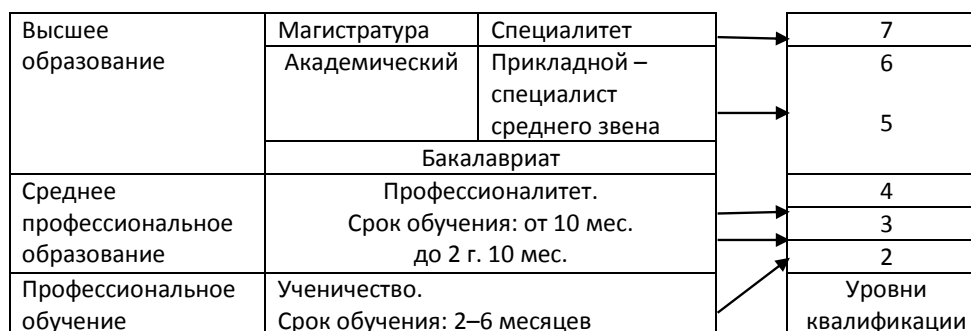 Высшее
образование
Магистратура
Специалитет
7
Академический
Прикладной –
специалист
среднего звена
6
5
Бакалавриат
Среднее
профессиональное
образование
Профессионалитет.
Срок обучения: от 10 мес.
до 2 г. 10 мес.
4
3
2
Профессиональное
обучение
Ученичество.
Срок обучения: 2–6 месяцев
Уровни
квалификации